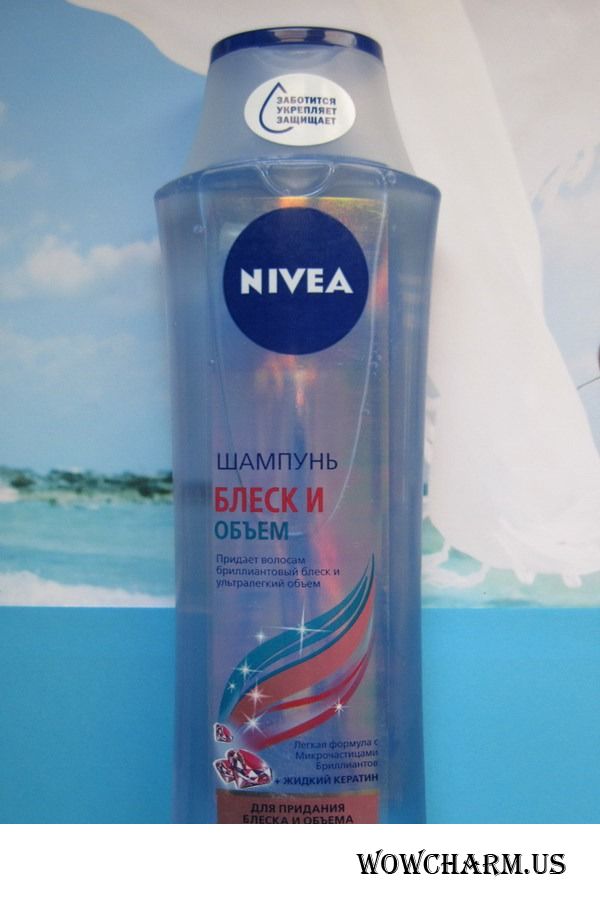 ЗАБОТИТСЯ
УКРЕПЛЯЕТ
ЗАЩИЩАЕТ
NIVEA
ШАМПУНЬ
БЛЕСК И
ОБЪЕМ
Придает волосам
бриллиантовый блеск и
ультралегкий объем
Легкая формула с
Микрочастицами
Бриллиантов
+ ЖИДКИЙ КЕРАТИН
ДЛЯ ПРИДАНИЯ
БЛЕСКА И ОБЪЕМА
WOWCHARM.US